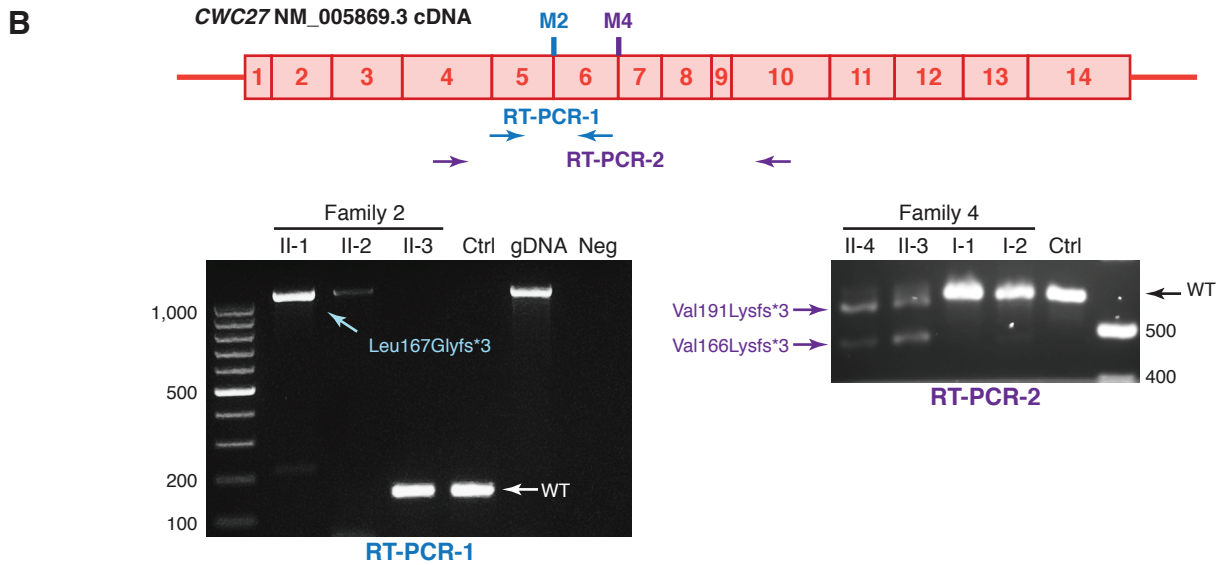 B
CWC27 NM_005869.3 cDNA
M2 M4
1 2 3 4 5 6 7 8 9 10 11 12 13 14
RT-PCR-1
RT-PCR-2
Family 2
II-1 II-2 II-3 Ctrl gDNA Neg
1,000
500
200
100
Leu167Glyfs*3
WT
RT-PCR-1
Family 4
II-4 II-3 I-1 I-2 Ctrl
Val191Lysfs*3
Val166Lysfs*3
WT
500
400
RT-PCR-2